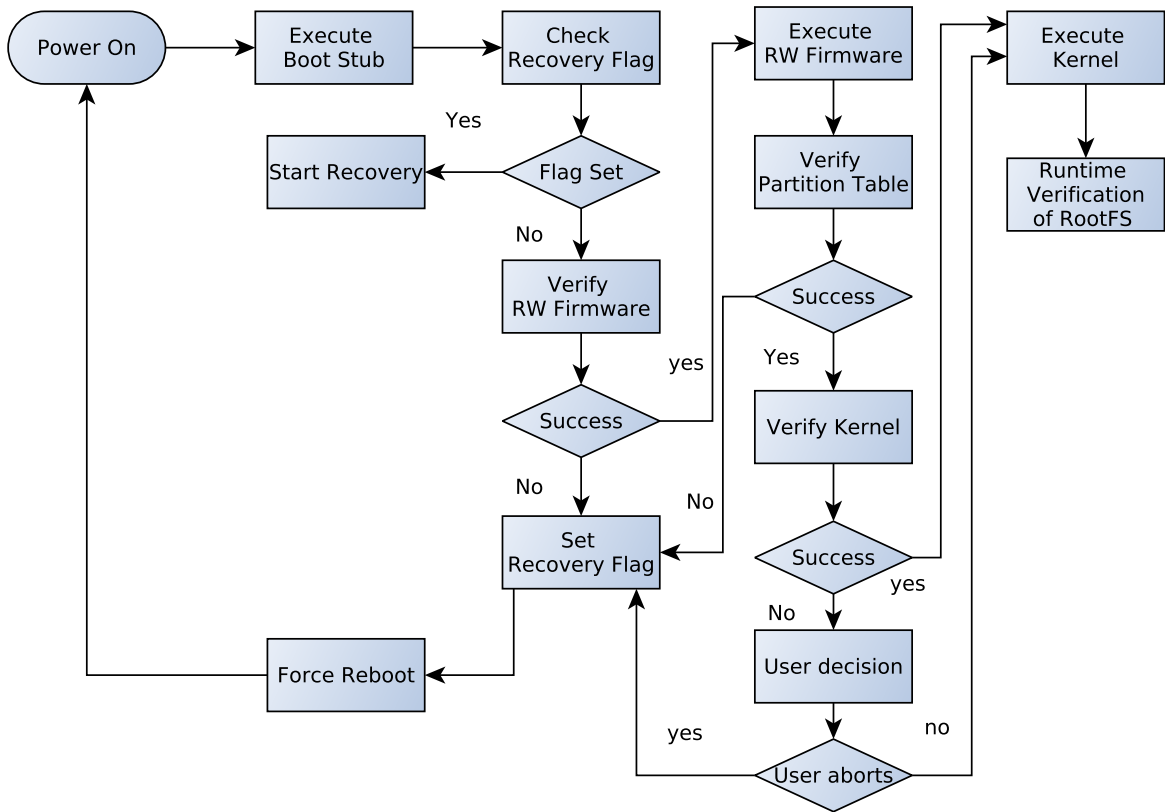 Power On
Execute
Boot Stub
Check
Recovery Flag
Execute
RW Firmware
Execute
Kernel
Yes
Start Recovery
Flag Set
Verify
Partition Table
Runtime
Verification
of RootFS
No
Verify
RW Firmware
Success
yes
Yes
Success
Verify Kernel
No
No
Set
Recovery Flag
Success
yes
No
Force Reboot
User decision
yes
no
User aborts